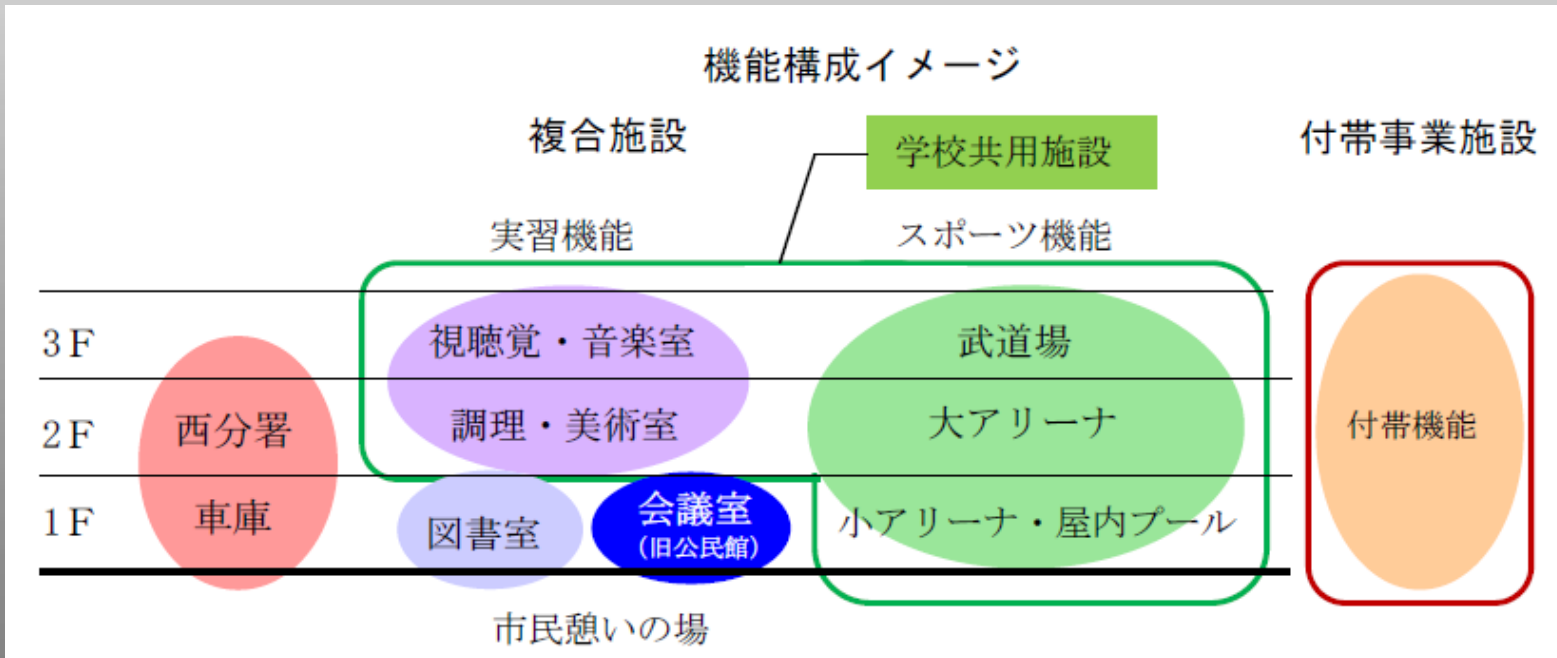 機能構成イメージ
複合施設
学校共用施設
付帯事業施設
実習機能
スポーツ機能
3F
視聴覚・音楽室
武道場
2F
西分署
調理・美術室
大アリーナ
付帯機能
1F
車庫
図書室
会議室
(旧公民館)
小アリーナ・屋内プール
市民憩いの場